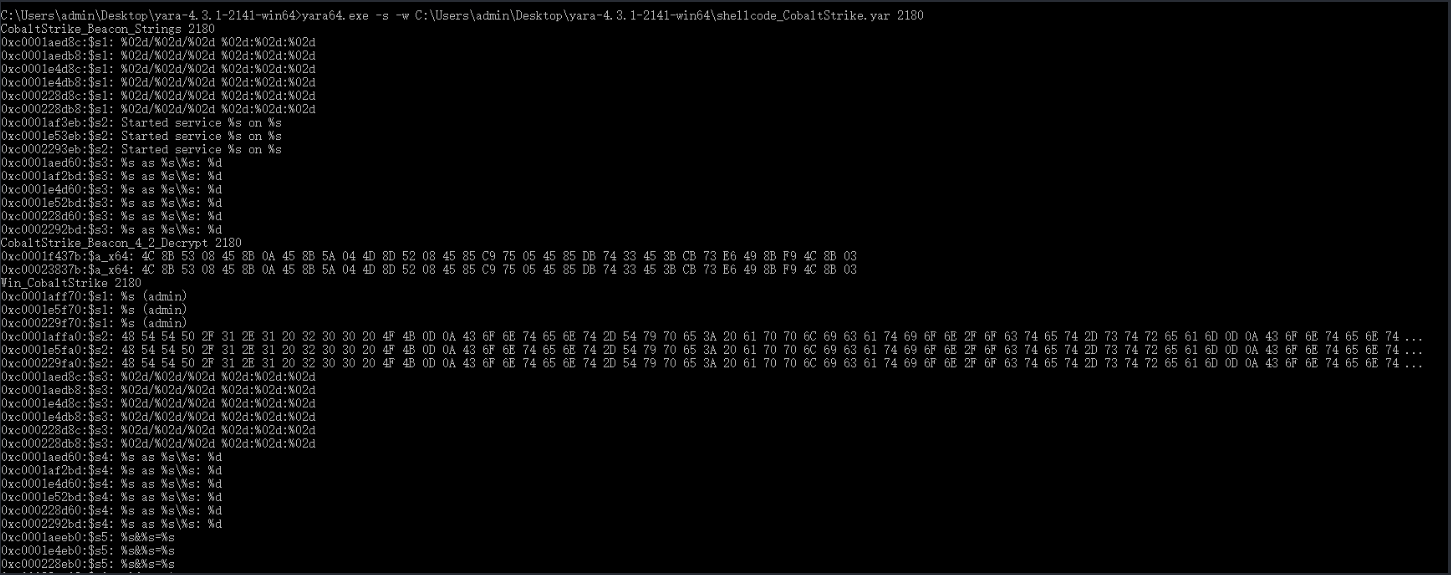 C:\Users\admin\Desktop\yara-4.3.1-2141-win64>yara64.exe -s -w C:\Users\admin\Desktop\yara-4.3.1-2141-win64\shellcode_CobaltStrike.yar 2180
CobaltStrike_Beacon_Strings 2180
0xc0001aed8c:$s1: %02d/%02d/%02d %02d:%02d:%02d
0xc0001aedb8:$s1: %02d/%02d/%02d %02d:%02d:%02d
0xc0001e4d8c:$s1: %02d/%02d/%02d %02d:%02d:%02d
0xc0001e4db8:$s1: %02d/%02d/%02d %02d:%02d:%02d
0xc000228d8c:$s1: %02d/%02d/%02d %02d:%02d:%02d
0xc000228db8:$s1: %02d/%02d/%02d %02d:%02d:%02d
0xc0001af3eb:$s2: Started service %s on %s
0xc0001e53eb:$s2: Started service %s on %s
0xc0002293eb:$s2: Started service %s on %s
0xc0001aed60:$s3: %s as %s\%s: %d
0xc0001af2bd:$s3: %s as %s\%s: %d
0xc0001e4d60:$s3: %s as %s\%s: %d
0xc0001e52bd:$s3: %s as %s\%s: %d
0xc000228d60:$s3: %s as %s\%s: %d
0xc0002292bd:$s3: %s as %s\%s: %d
CobaltStrike_Beacon_4_2_Decrypt 2180
0xc0001f437b:$a_x64: 4C 8B 53 08 45 8B 0A 45 8B 5A 04 4D 8D 52 08 45 85 C9 75 05 45 85 DB 74 33 45 3B CB 73 E6 49 8B F9 4C 8B 03
0xc00023837b:$a_x64: 4C 8B 53 08 45 8B 0A 45 8B 5A 04 4D 8D 52 08 45 85 C9 75 05 45 85 DB 74 33 45 3B CB 73 E6 49 8B F9 4C 8B 03
Win_CobaltStrike 2180
0xc0001aff70:$s1: %s (admin)
0xc0001e5f70:$s1: %s (admin)
0xc000229f70:$s1: %s (admin)
0xc0001affa0:$s2: 48 54 54 50 2F 31 2E 31 20 32 30 30 20 4F 4B 0D 0A 43 6F 6E 74 65 6E 74 2D 54 79 70 65 3A 20 61 70 70 6C 69 63 61 74 69 6F 6E 2F 6F 63 74 65 74 2D 73 74 72 65 61 6D 0D 0A 43 6F 6E 74 65 6E 74 ...
0xc0001e5fa0:$s2: 48 54 54 50 2F 31 2E 31 20 32 30 30 20 4F 4B 0D 0A 43 6F 6E 74 65 6E 74 2D 54 79 70 65 3A 20 61 70 70 6C 69 63 61 74 69 6F 6E 2F 6F 63 74 65 74 2D 73 74 72 65 61 6D 0D 0A 43 6F 6E 74 65 6E 74 ...
0xc000229fa0:$s2: 48 54 54 50 2F 31 2E 31 20 32 30 30 20 4F 4B 0D 0A 43 6F 6E 74 65 6E 74 2D 54 79 70 65 3A 20 61 70 70 6C 69 63 61 74 69 6F 6E 2F 6F 63 74 65 74 2D 73 74 72 65 61 6D 0D 0A 43 6F 6E 74 65 6E 74 ...
0xc0001aed8c:$s3: %02d/%02d/%02d %02d:%02d:%02d
0xc0001aedb8:$s3: %02d/%02d/%02d %02d:%02d:%02d
0xc0001e4d8c:$s3: %02d/%02d/%02d %02d:%02d:%02d
0xc0001e4db8:$s3: %02d/%02d/%02d %02d:%02d:%02d
0xc000228d8c:$s3: %02d/%02d/%02d %02d:%02d:%02d
0xc000228db8:$s3: %02d/%02d/%02d %02d:%02d:%02d
0xc0001aed60:$s4: %s as %s\%s: %d
0xc0001af2bd:$s4: %s as %s\%s: %d
0xc0001e4d60:$s4: %s as %s\%s: %d
0xc0001e52bd:$s4: %s as %s\%s: %d
0xc000228d60:$s4: %s as %s\%s: %d
0xc0002292bd:$s4: %s as %s\%s: %d
0xc0001aeeb0:$s5: %s&%s=%s
0xc0001e4eb0:$s5: %s&%s=%s
0xc000228eb0:$s5: %s&%s=%s